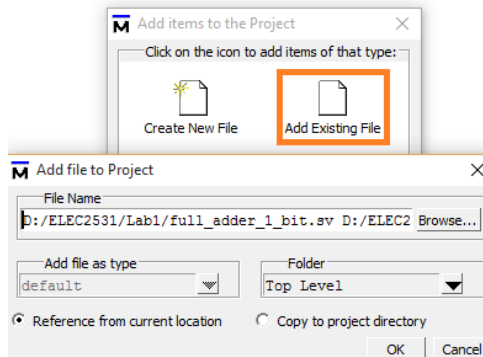 M Add items to the Project
Click on the icon to add items of that type:
Create New File Add Existing File
M Add file to Project
File Name
D:/ELEC2531/Lab1/full_adder_1_bit.sv D:/ELEC2 Browse...
Add file as type Folder
default Top Level
Reference from current location Copy to project directory
OK Cancel